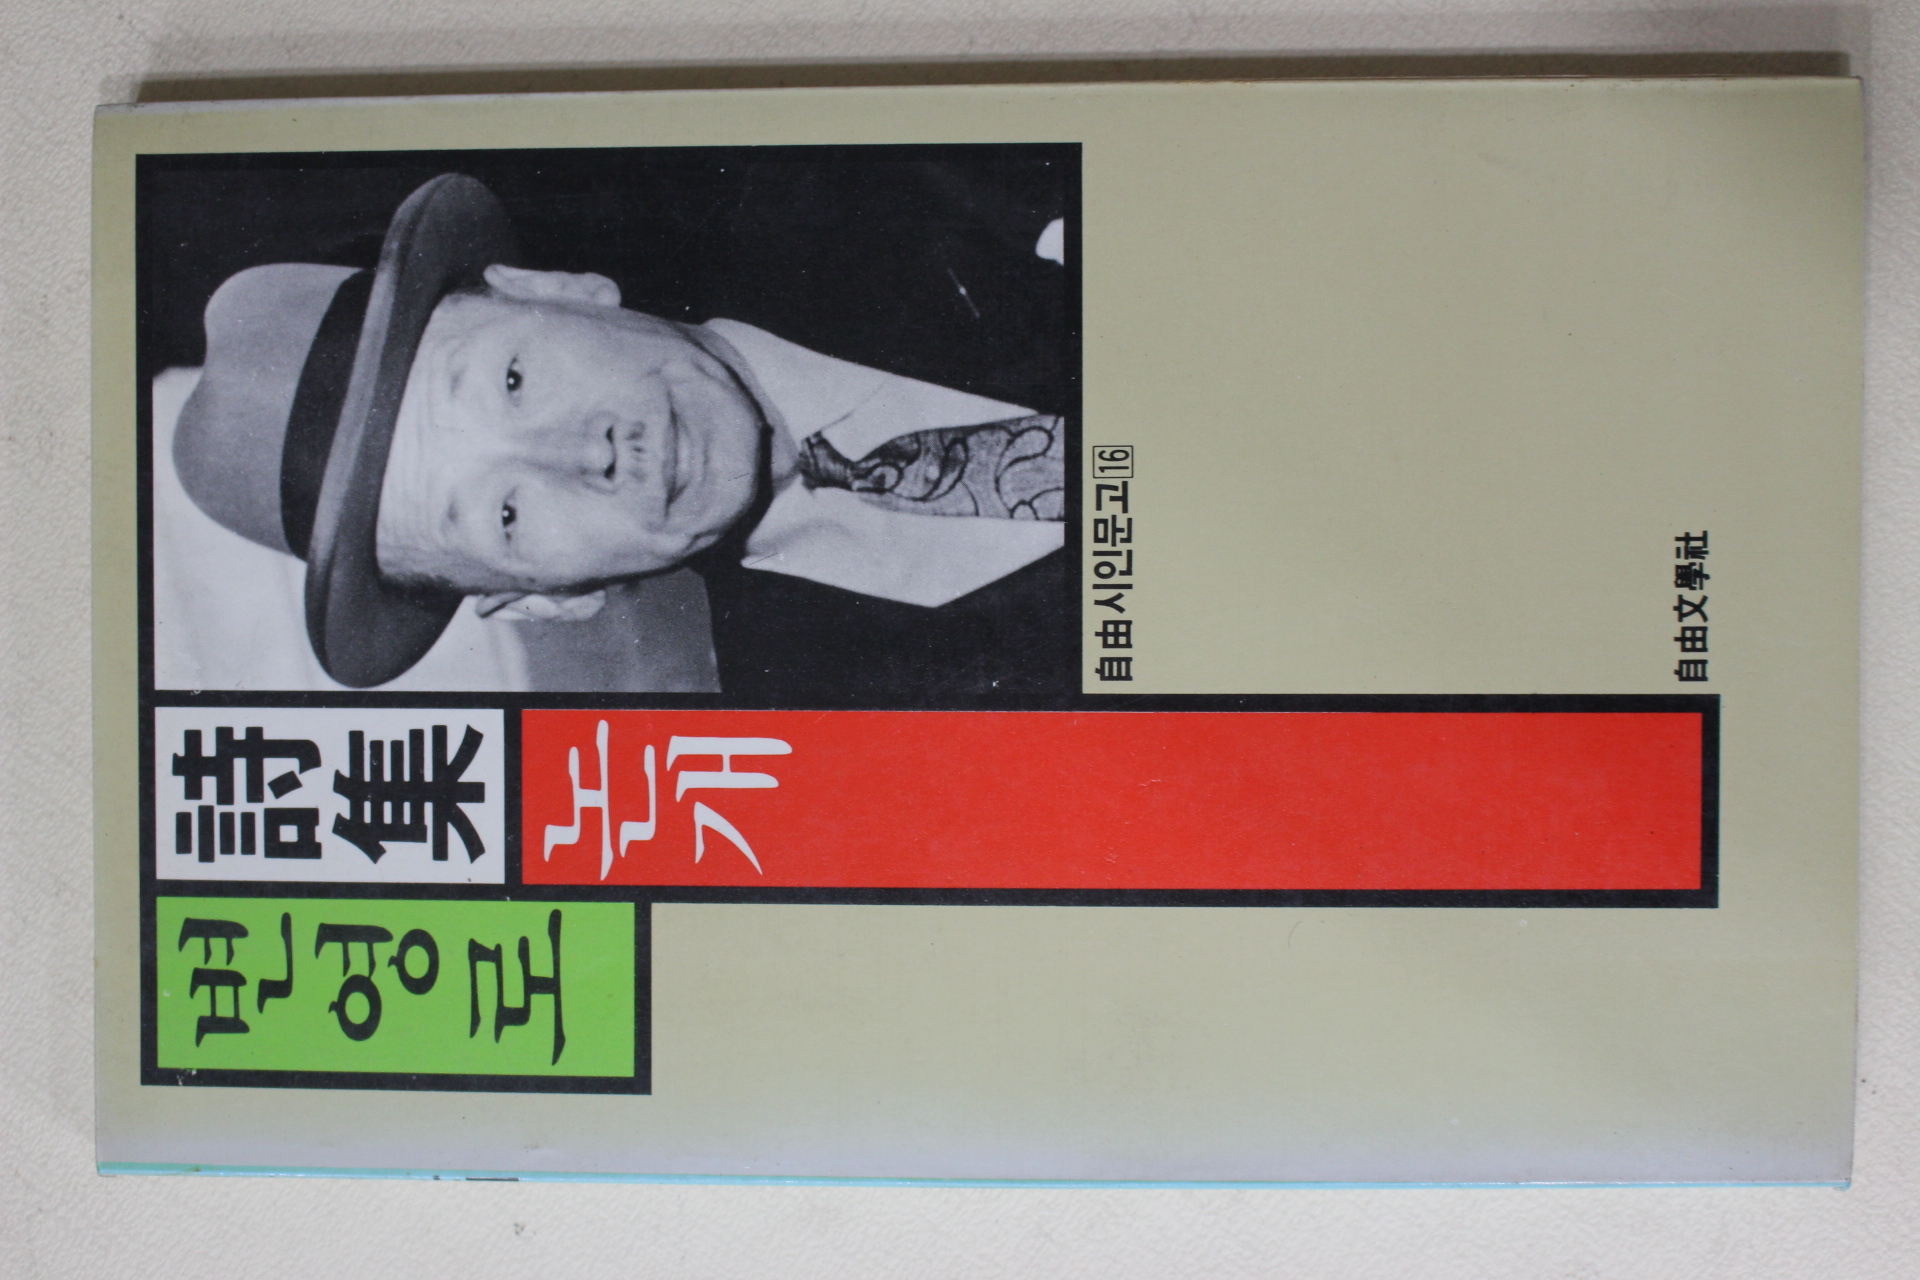 변영로
詩集
논개
自由시인문고16
自由文學社